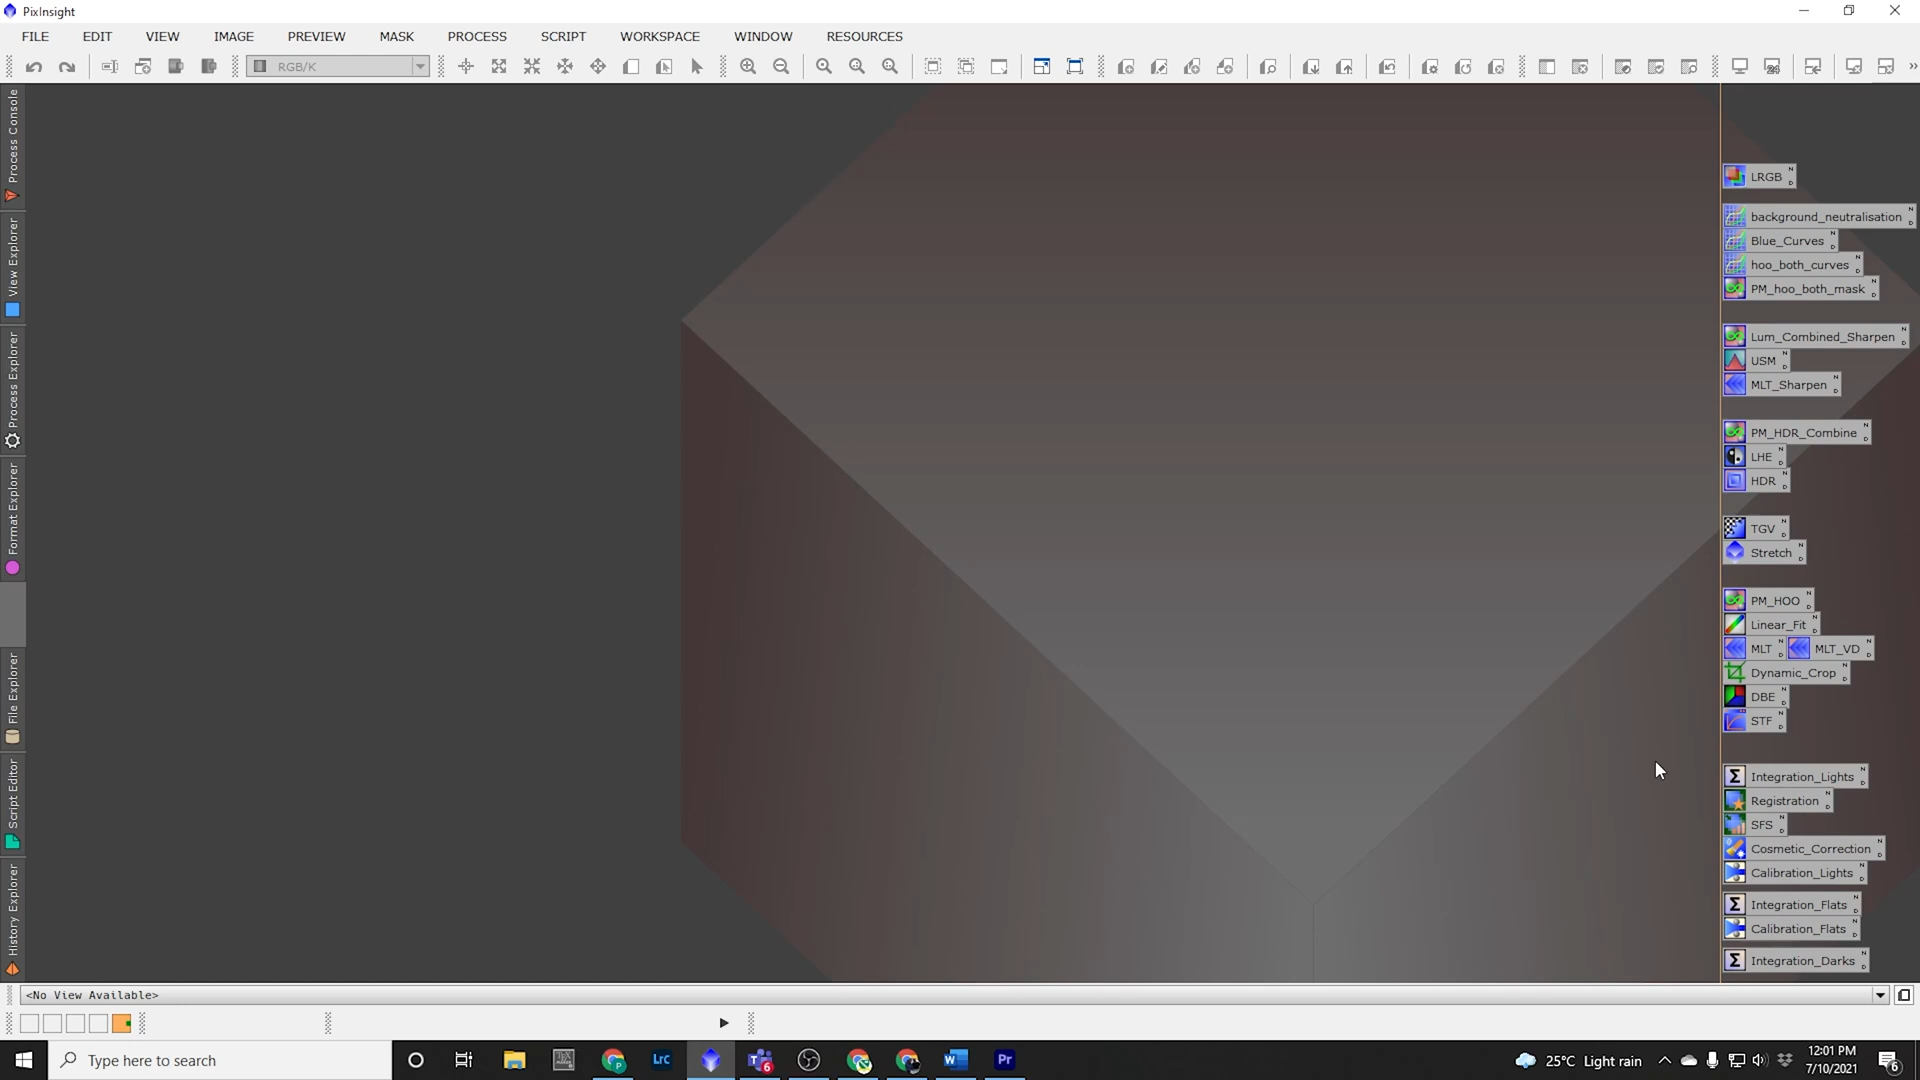 PixInsight
FILE EDIT VIEW IMAGE PREVIEW MASK PROCESS SCRIPT WORKSPACE WINDOW RESOURCES
RGB/K
Process Console
View Explorer
Process Explorer
Format Explorer
File Explorer
Script Editor
History Explorer
LRGB
background_neutralisation
Blue_Curves
hoo_both_curves
PM_hoo_both_mask
Lum_Combined_Sharpen
USM
MLT_Sharpen
PM_HDR_Combine
LHE
HDR
TGV
Stretch
PM_HOO
Linear_Fit
MLT MLT_VD
Dynamic_Crop
DBE
STF
Integration_Lights
Registration
SFS
Cosmetic_Correction
Calibration_Lights
Integration_Flats
Calibration_Flats
Integration_Darks
<No View Available>
Type here to search
Lrc
W
Pr
25°C Light rain
12:01 PM
7/10/2021